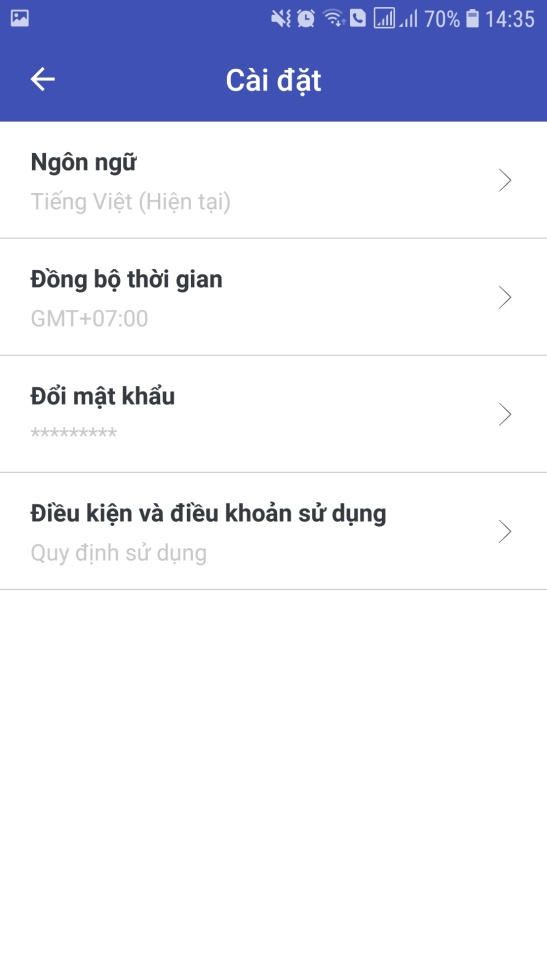 70% 14:35
Cài đặt
Ngôn ngữ
Tiếng Việt (Hiện tại)
Đồng bộ thời gian
GMT+07:00
Đổi mật khẩu
*********
Điều kiện và điều khoản sử dụng
Quy định sử dụng